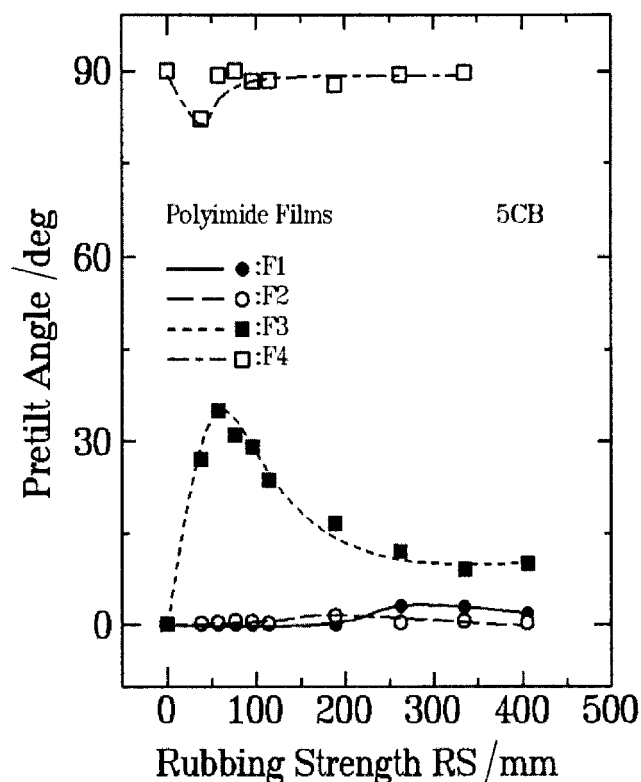 90
Polyimide Films 5CB
60
:F1
:F2
:F3
:F4
30
0
Pretilt Angle /deg
0 100 200 300 400 500
Rubbing Strength RS /mm